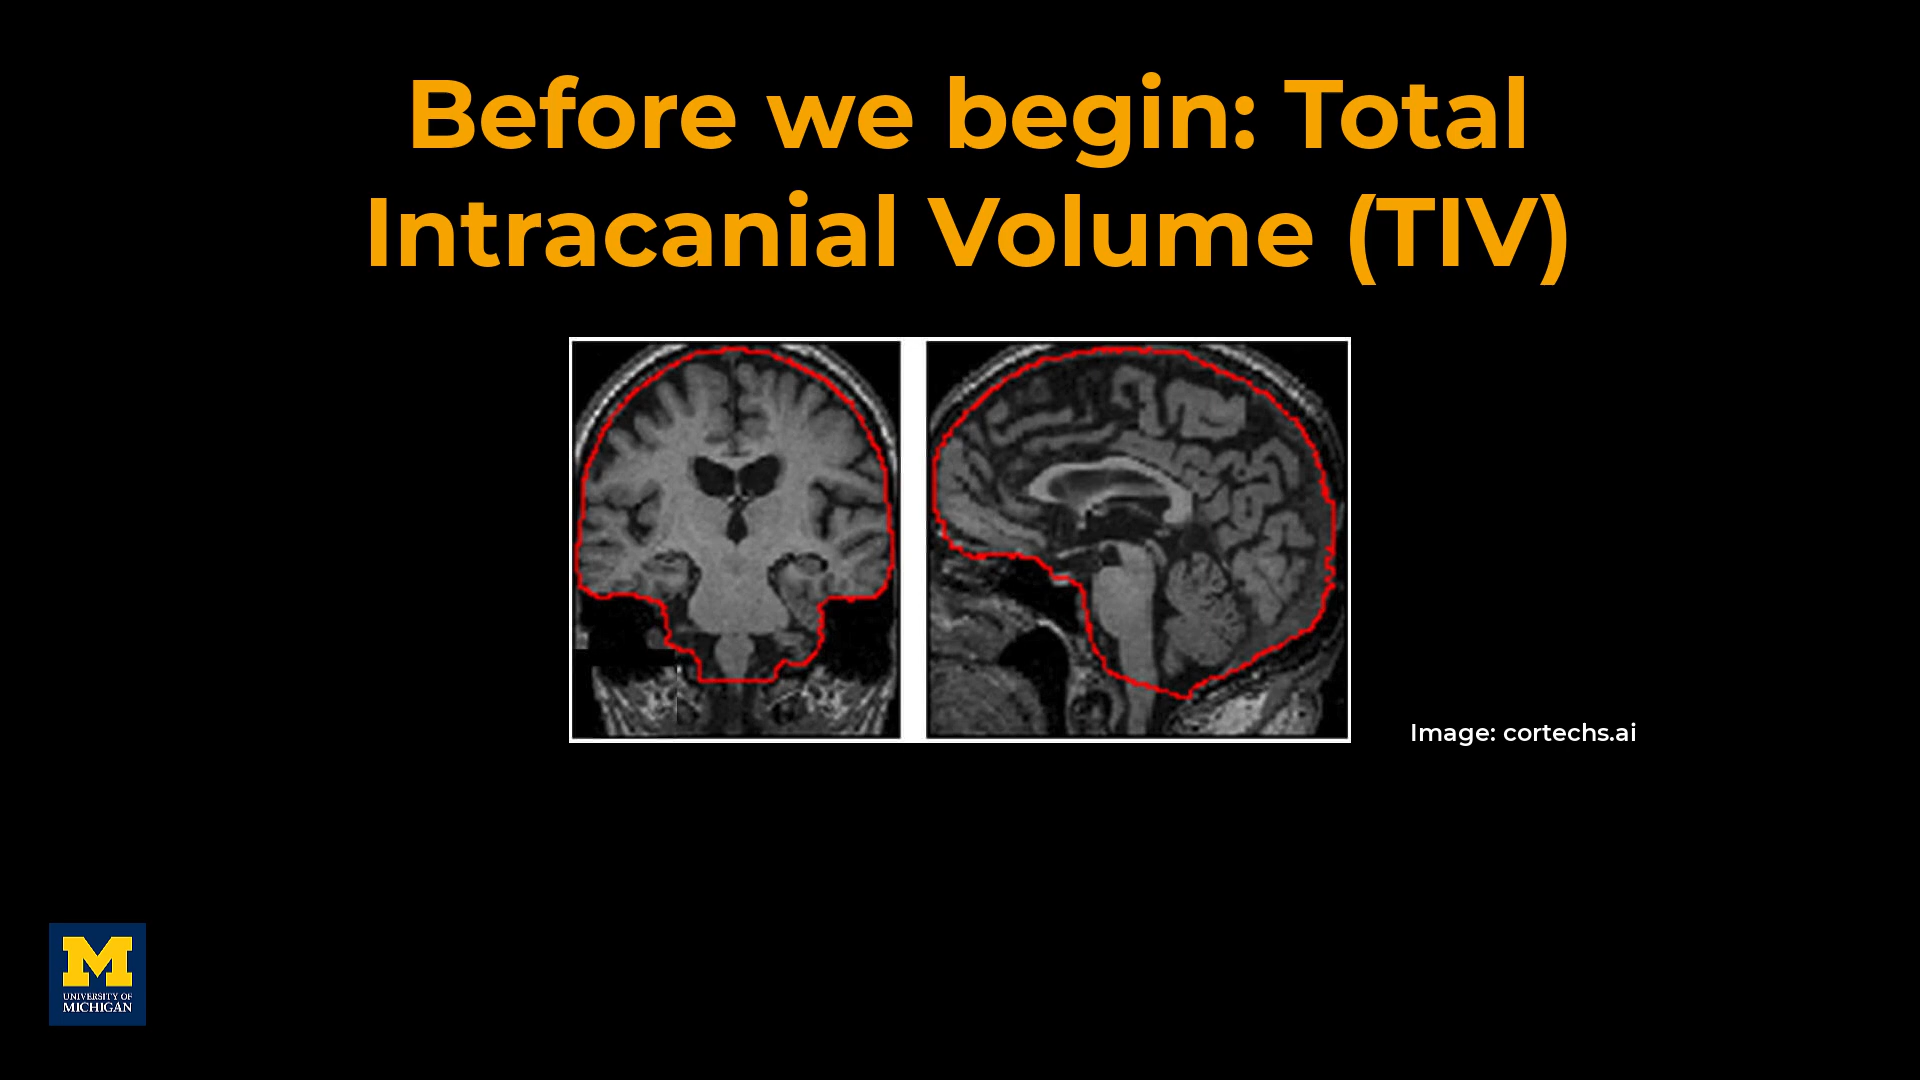 Before we begin: Total
Intracanial Volume (TIV)
Image: cortechs.ai
M
UNIVERSITY OF
MICHIGAN